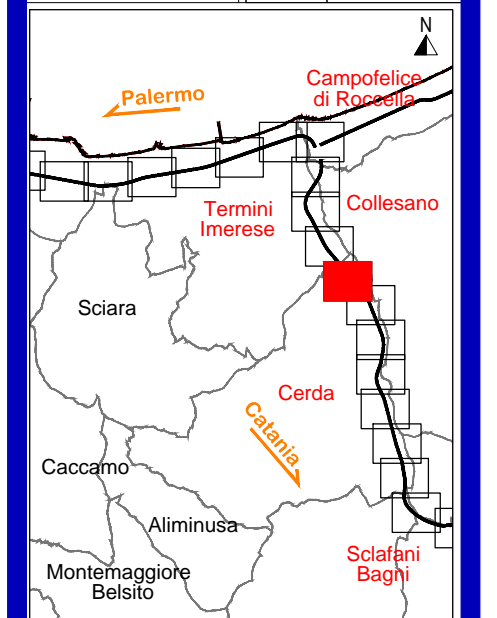 N
Campofelice
di Roccella
Palermo
Termini
Imerese
Collesano
Sciara
Cerda
Catania
Caccamo
Aliminusa
Sclafani
Bagni
Montemaggiore
Belsito